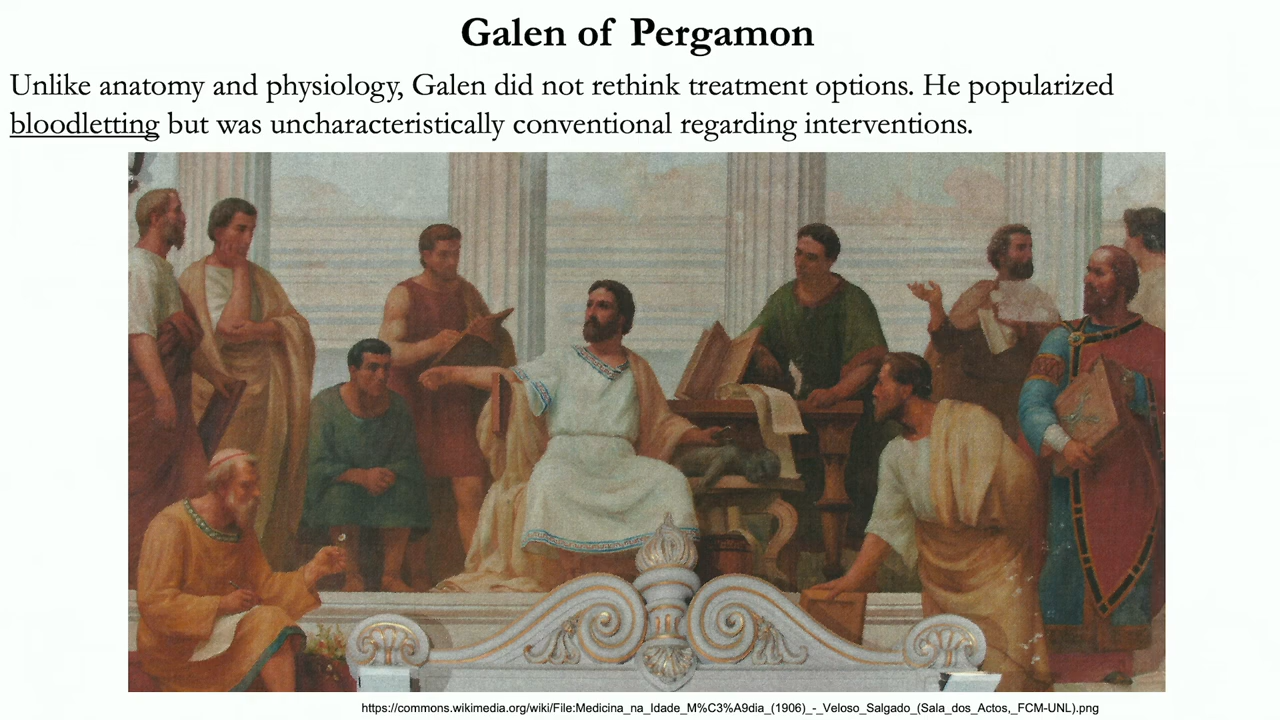 Galen of Pergamon
Unlike anatomy and physiology, Galen did not rethink treatment options. He popularized
bloodletting but was uncharacteristically conventional regarding interventions.
https://commons.wikimedia.org/wiki/File:Medicina_na_Idade_M%C3%A9dia_(1906)_-_Veloso_Salgado_(Sala_dos_Actos,_FCM-UNL).png